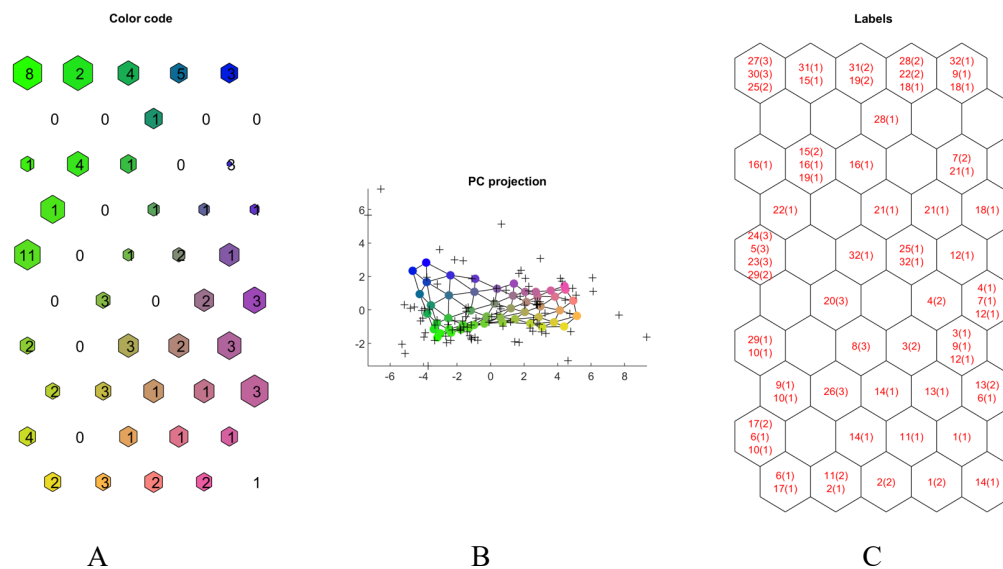 Color code
8 2 4 5 3
0 0 1 0 0
1 4 1 0 3
1 0 1 1 1
11 0 1 2 1
0 3 0 2 3
2 0 3 2 3
2 3 1 1 3
4 0 1 1 1
2 3 2 2 1
A
PC projection
6
4
2
0
-2
-6 -4 -2 0 2 4 6 8
B
Labels
27(3) 31(1) 31(2) 28(2) 32(1)
30(3) 15(1) 19(2) 22(2) 9(1)
25(2) 18(1) 18(1)
28(1)
16(1) 15(2) 16(1) 7(2)
16(1) 21(1)
19(1)
22(1) 21(1) 21(1) 18(1)
24(3)
5(3) 32(1) 25(1) 12(1)
23(3) 32(1)
29(2)
20(3) 4(2) 4(1)
7(1)
12(1)
29(1) 8(3) 3(2) 3(1)
10(1) 9(1)
12(1)
9(1) 26(3) 14(1) 13(1) 13(2)
10(1) 6(1)
17(2) 14(1) 11(1) 1(1)
6(1)
10(1)
6(1) 11(2) 2(2) 1(2) 14(1)
17(1) 2(1)
C